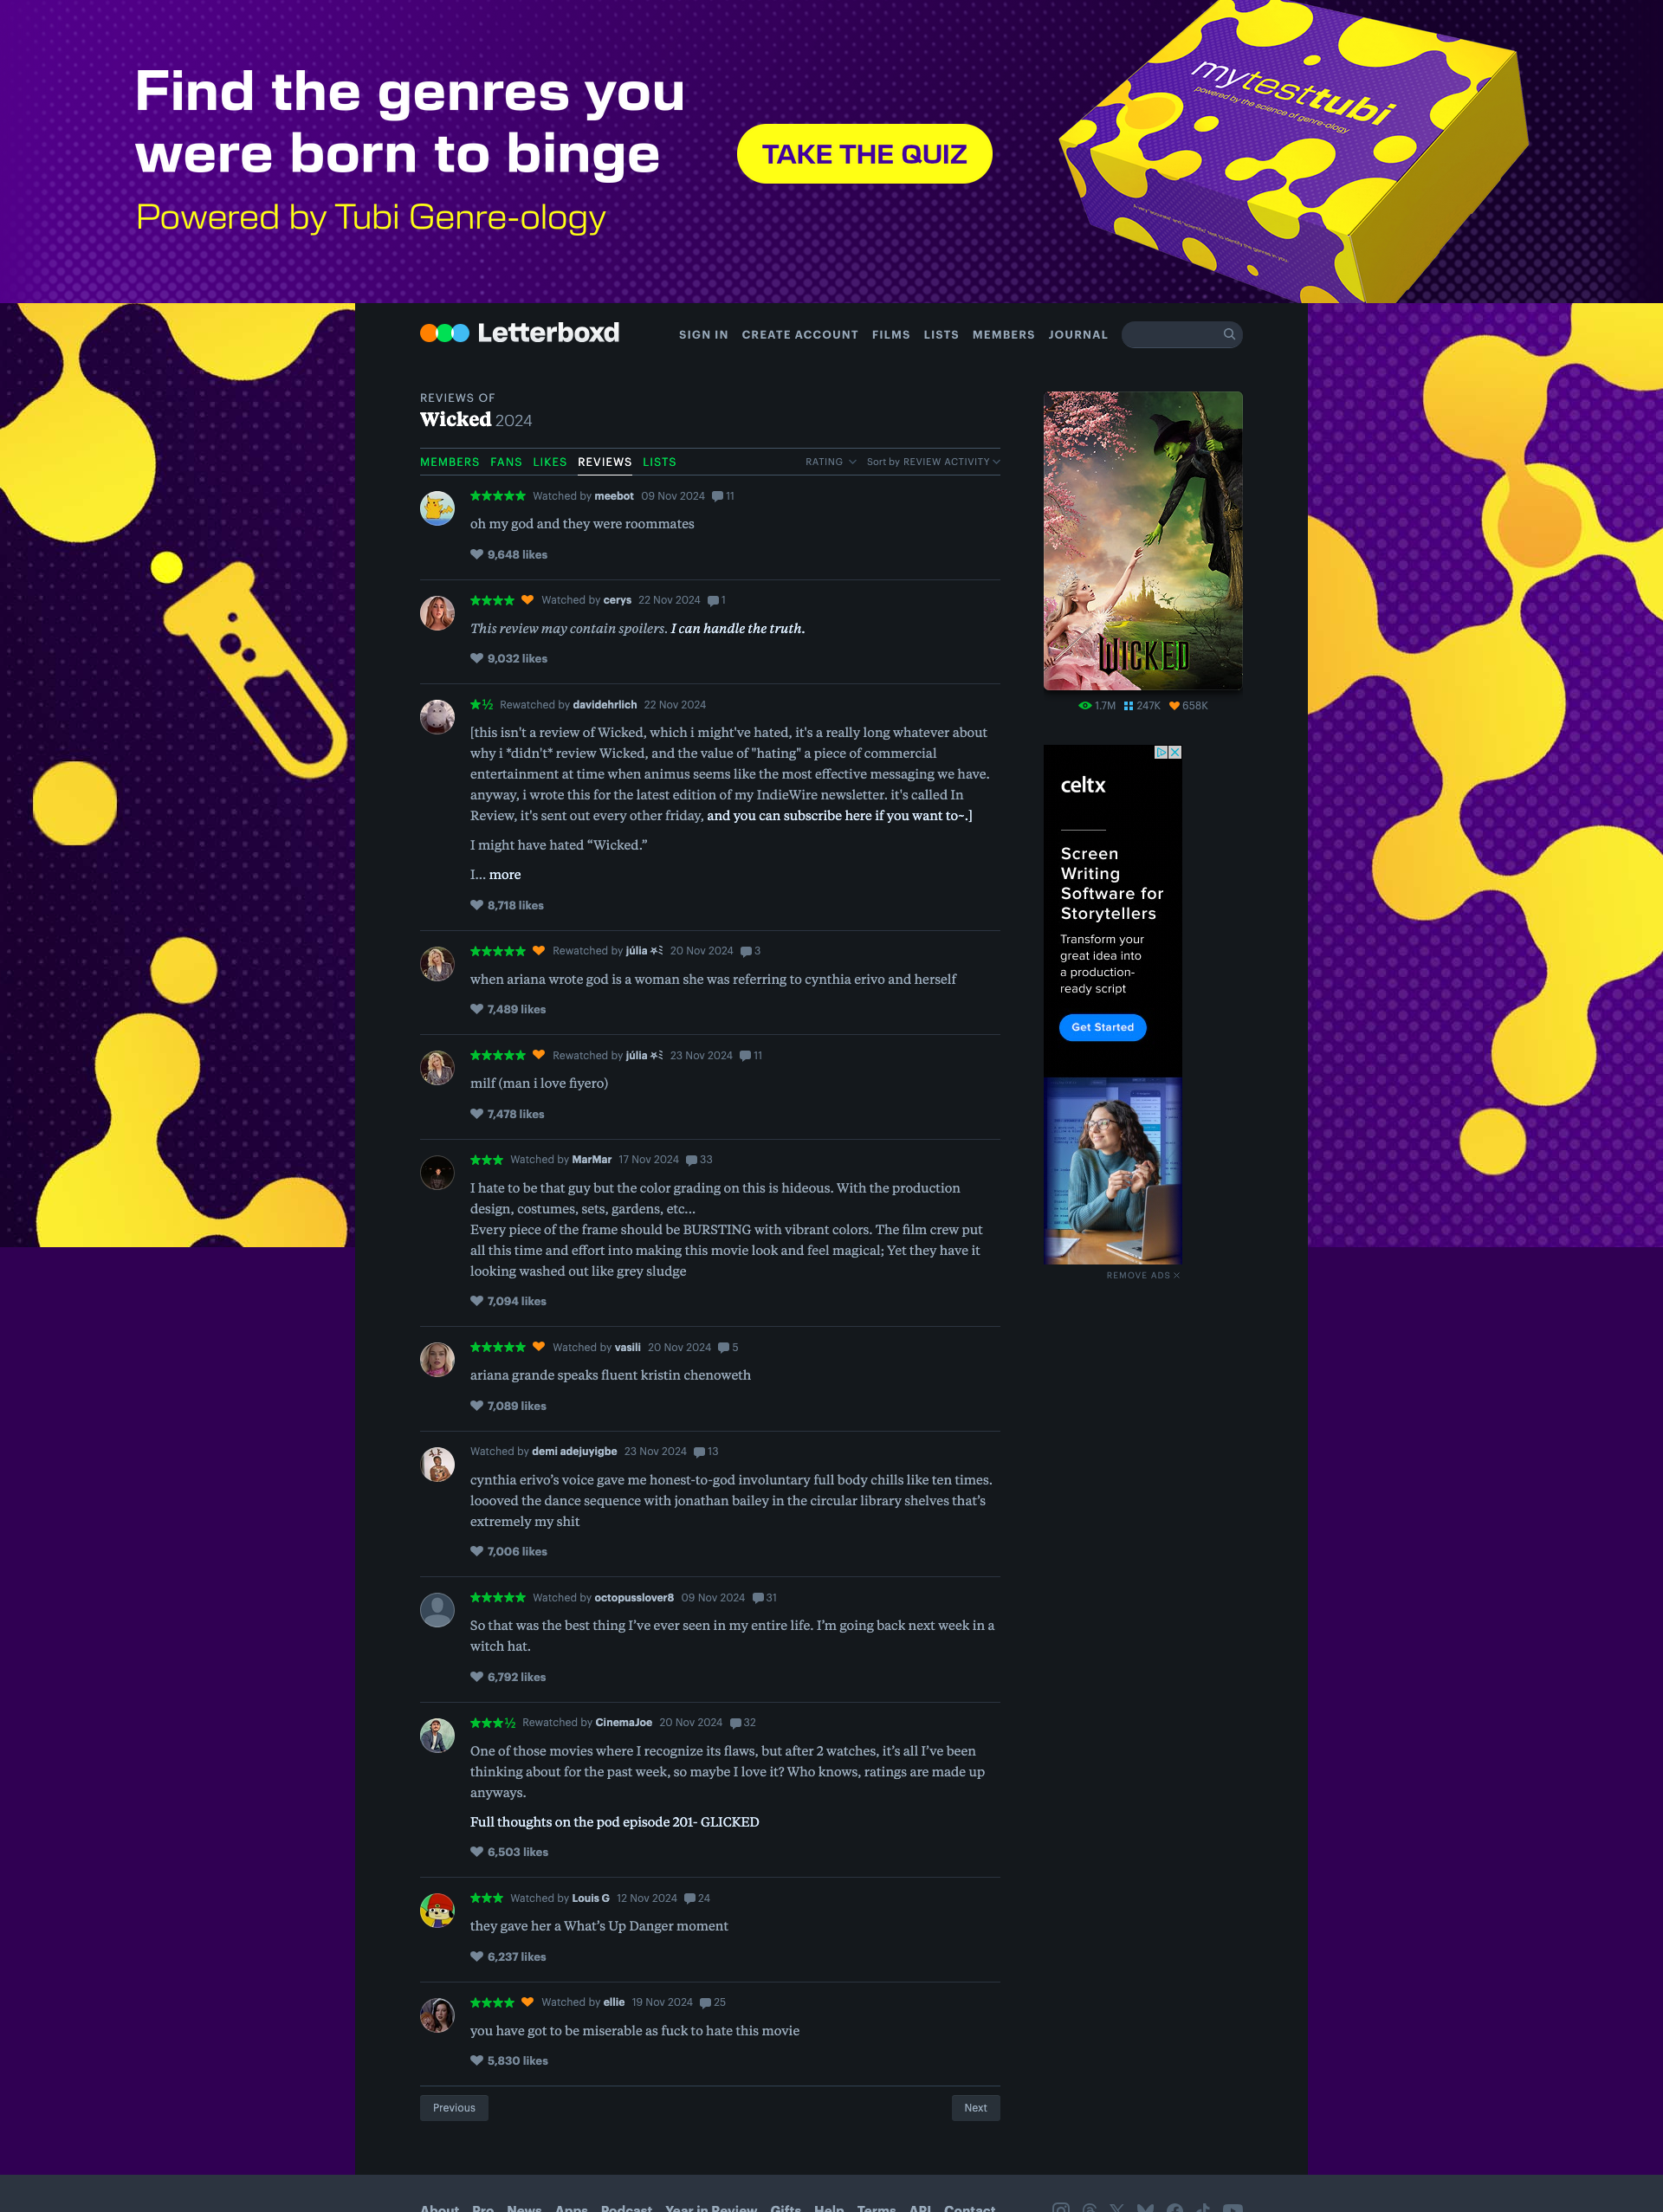 Find the genres you
were born to binge
Powered by Tubi Genre-ology
TAKE THE QUIZ
mytesttubi
powered by the science of genre-ology
Letterboxd
SIGN IN CREATE ACCOUNT FILMS LISTS MEMBERS JOURNAL
REVIEWS OF
Wicked 2024
MEMBERS FANS LIKES REVIEWS LISTS
RATING Sort by REVIEW ACTIVITY
★★★★★ Watched by meebot 09 Nov 2024 11
oh my god and they were roommates
9,648 likes
★★★★ Watched by cerys 22 Nov 2024 1
This review may contain spoilers. I can handle the truth.
9,032 likes
★½ Rewatched by davidehrlich 22 Nov 2024
[this isn't a review of Wicked, which i might've hated, it's a really long whatever about
why i *didn't* review Wicked, and the value of "hating" a piece of commercial
entertainment at time when animus seems like the most effective messaging we have.
anyway, i wrote this for the latest edition of my IndieWire newsletter. it's called In
Review, it's sent out every other friday, and you can subscribe here if you want to~.]
I might have hated “Wicked.”
I... more
8,718 likes
★★★★★ Rewatched by júlia 20 Nov 2024 3
when ariana wrote god is a woman she was referring to cynthia erivo and herself
7,489 likes
★★★★★ Rewatched by júlia 23 Nov 2024 11
milf (man i love fiyero)
7,478 likes
★★★ Watched by MarMar 17 Nov 2024 33
I hate to be that guy but the color grading on this is hideous. With the production
design, costumes, sets, gardens, etc...
Every piece of the frame should be BURSTING with vibrant colors. The film crew put
all this time and effort into making this movie look and feel magical; Yet they have it
looking washed out like grey sludge
7,094 likes
★★★★★ Watched by vasili 20 Nov 2024 5
ariana grande speaks fluent kristin chenoweth
7,089 likes
Watched by demi adejuyigbe 23 Nov 2024 13
cynthia erivo’s voice gave me honest-to-god involuntary full body chills like ten times.
loooved the dance sequence with jonathan bailey in the circular library shelves that’s
extremely my shit
7,006 likes
★★★★★ Watched by octopusslover8 09 Nov 2024 31
So that was the best thing I’ve ever seen in my entire life. I’m going back next week in a
witch hat.
6,792 likes
★★★½ Rewatched by CinemaJoe 20 Nov 2024 32
One of those movies where I recognize its flaws, but after 2 watches, it’s all I’ve been
thinking about for the past week, so maybe I love it? Who knows, ratings are made up
anyways.
Full thoughts on the pod episode 201- GLICKED
6,503 likes
★★★ Watched by Louis G 12 Nov 2024 24
they gave her a What’s Up Danger moment
6,237 likes
★★★★ Watched by ellie 19 Nov 2024 25
you have got to be miserable as fuck to hate this movie
5,830 likes
Previous
Next
WICKED
1.7M 247K 658K
celtx
Screen
Writing
Software for
Storytellers
Transform your
great idea into
a production-
ready script
Get Started
REMOVE ADS
About Pro News Apps Podcast Year in Review Gifts Help Terms API Contact